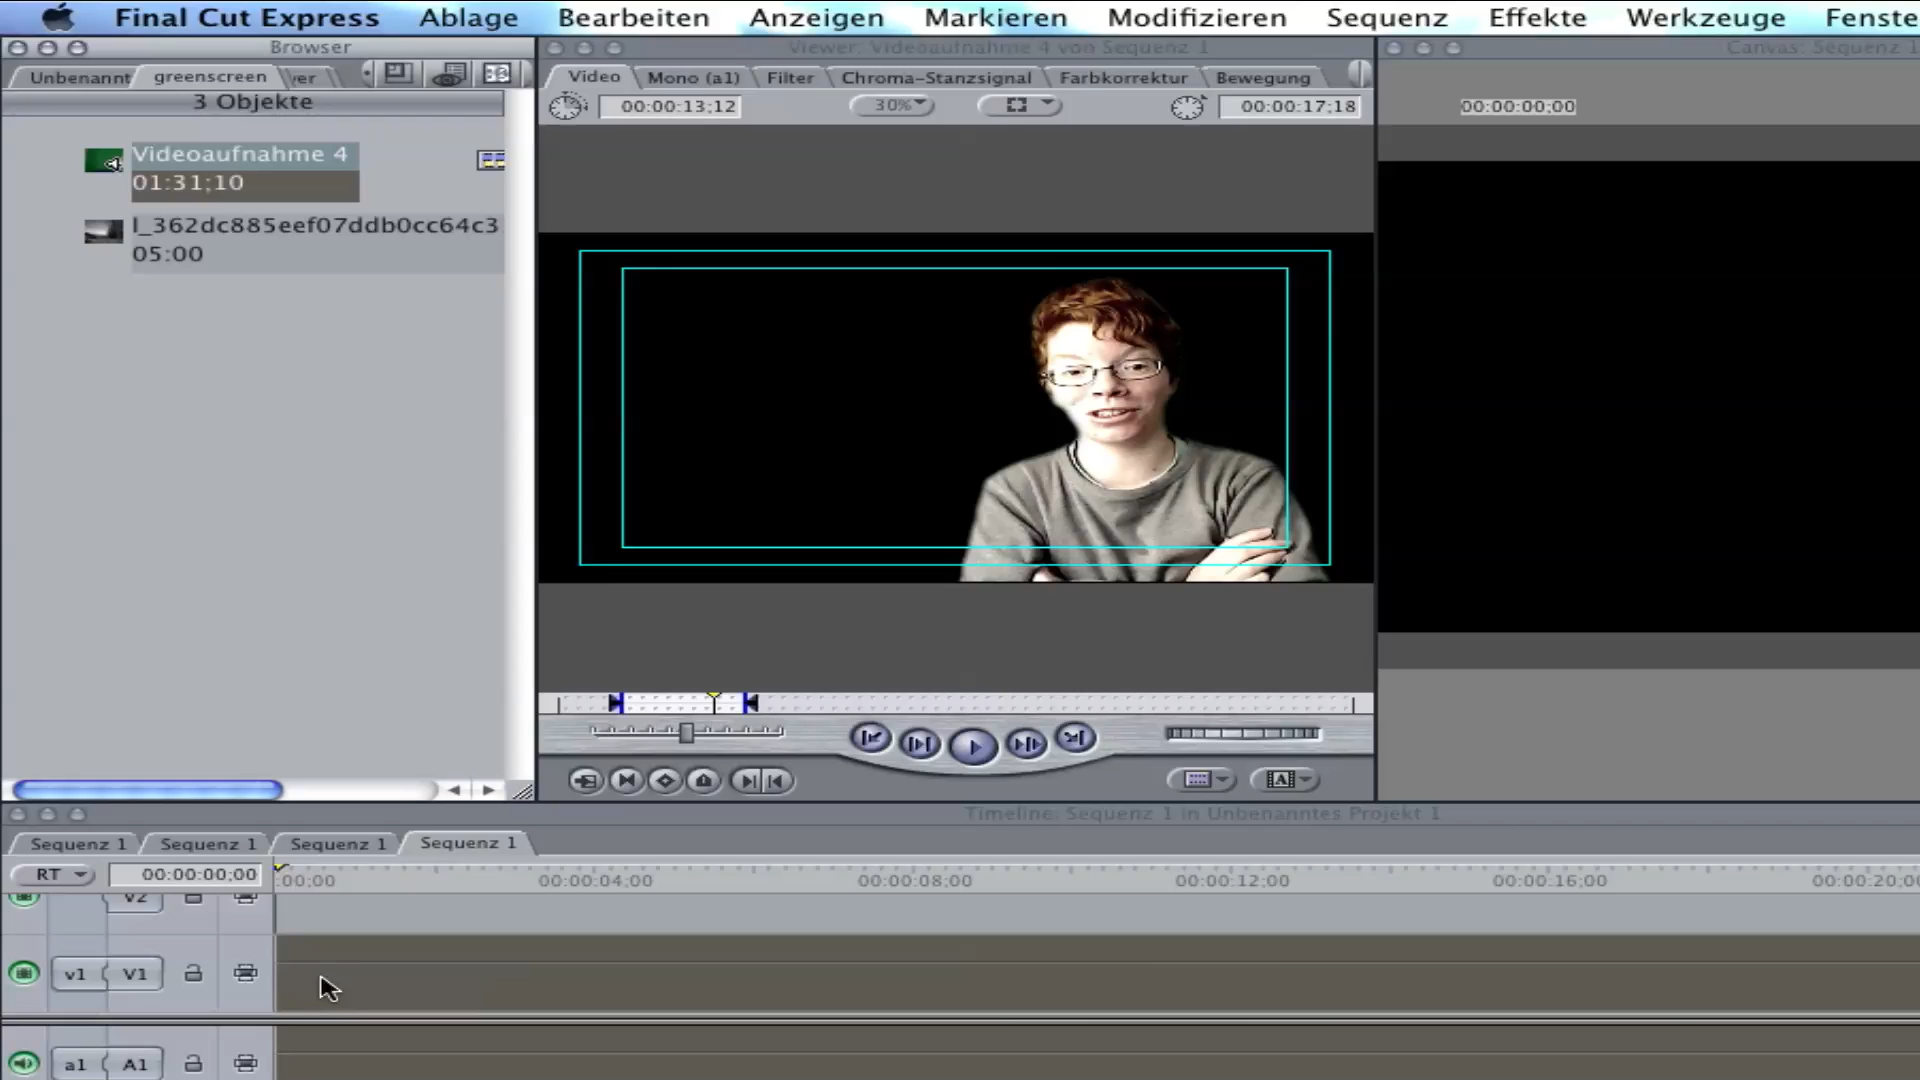 Final Cut Express Ablage Bearbeiten Anzeigen Markieren Modifizieren Sequenz Effekte Werkzeuge Fenste
Browser
Viewer: Videoaufnahme 4 von Sequenz 1
Canvas: Sequenz 1
Unbenannt greenscreen ver
Video Mono (a1) Filter Chroma-Stanzsignal Farbkorrektur Bewegung
3 Objekte
00:00:13;12 30% 00:00:17;18
00:00:00;00
Videoaufnahme 4
01:31;10
l_362dc885eef07ddb0cc64c3
05:00
A
Timeline: Sequenz 1 in Unbenanntes Projekt 1
Sequenz 1 Sequenz 1 Sequenz 1 Sequenz 1
RT 00:00:00;00 :00;00 00:00:04;00 00:00:08;00 00:00:12;00 00:00:16;00 00:00:20;0
V2
v1 V1
a1 A1